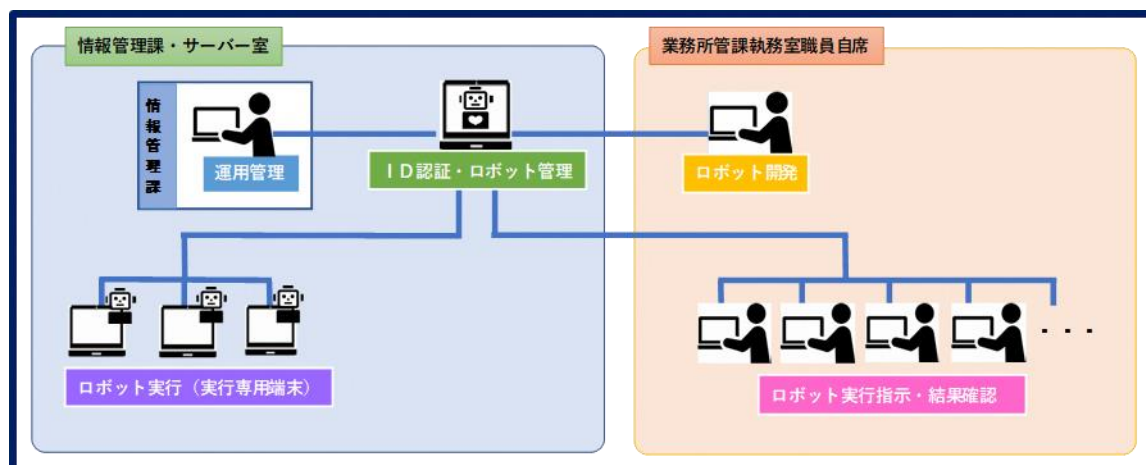 情報管理課・サーバー室
業務所管課執務室職員自席
情報管理課
運用管理
ＩＤ認証・ロボット管理
ロボット開発
ロボット実行（実行専用端末）
・・・
ロボット実行指示・結果確認